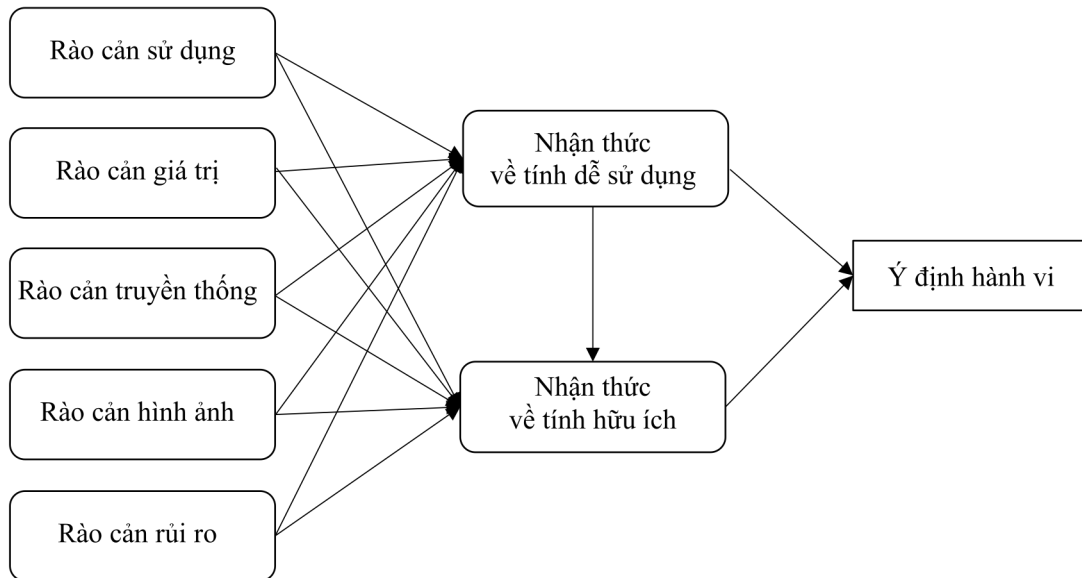 Rào cản sử dụng
Rào cản giá trị
Rào cản truyền thống
Rào cản hình ảnh
Rào cản rủi ro
Nhận thức
về tính dễ sử dụng
Nhận thức
về tính hữu ích
Ý định hành vi